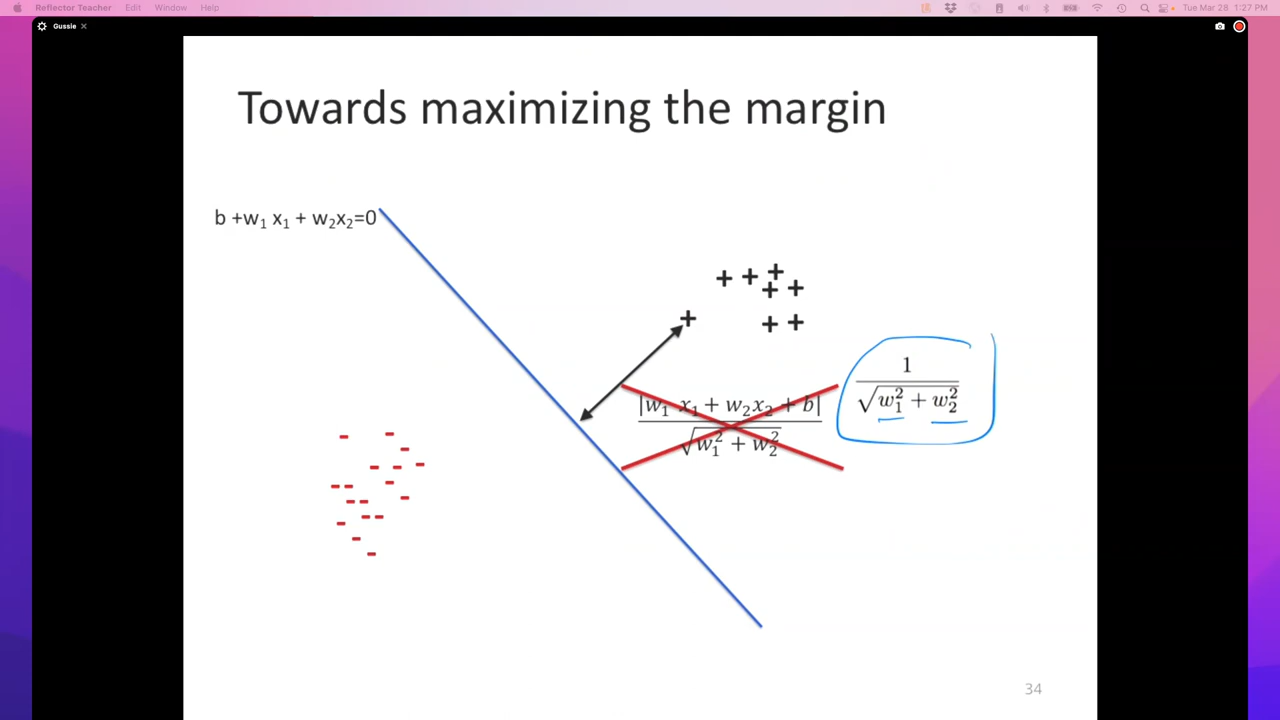 Reflector Teacher Edit Window Help Tue Mar 28 1:27 PM
Gussie
Towards maximizing the margin
b +w₁ x₁ + w₂x₂=0
|w₁ x₁ + w₂x₂ + b|
√w₁² + w₂²
1
√w₁² + w₂²
34